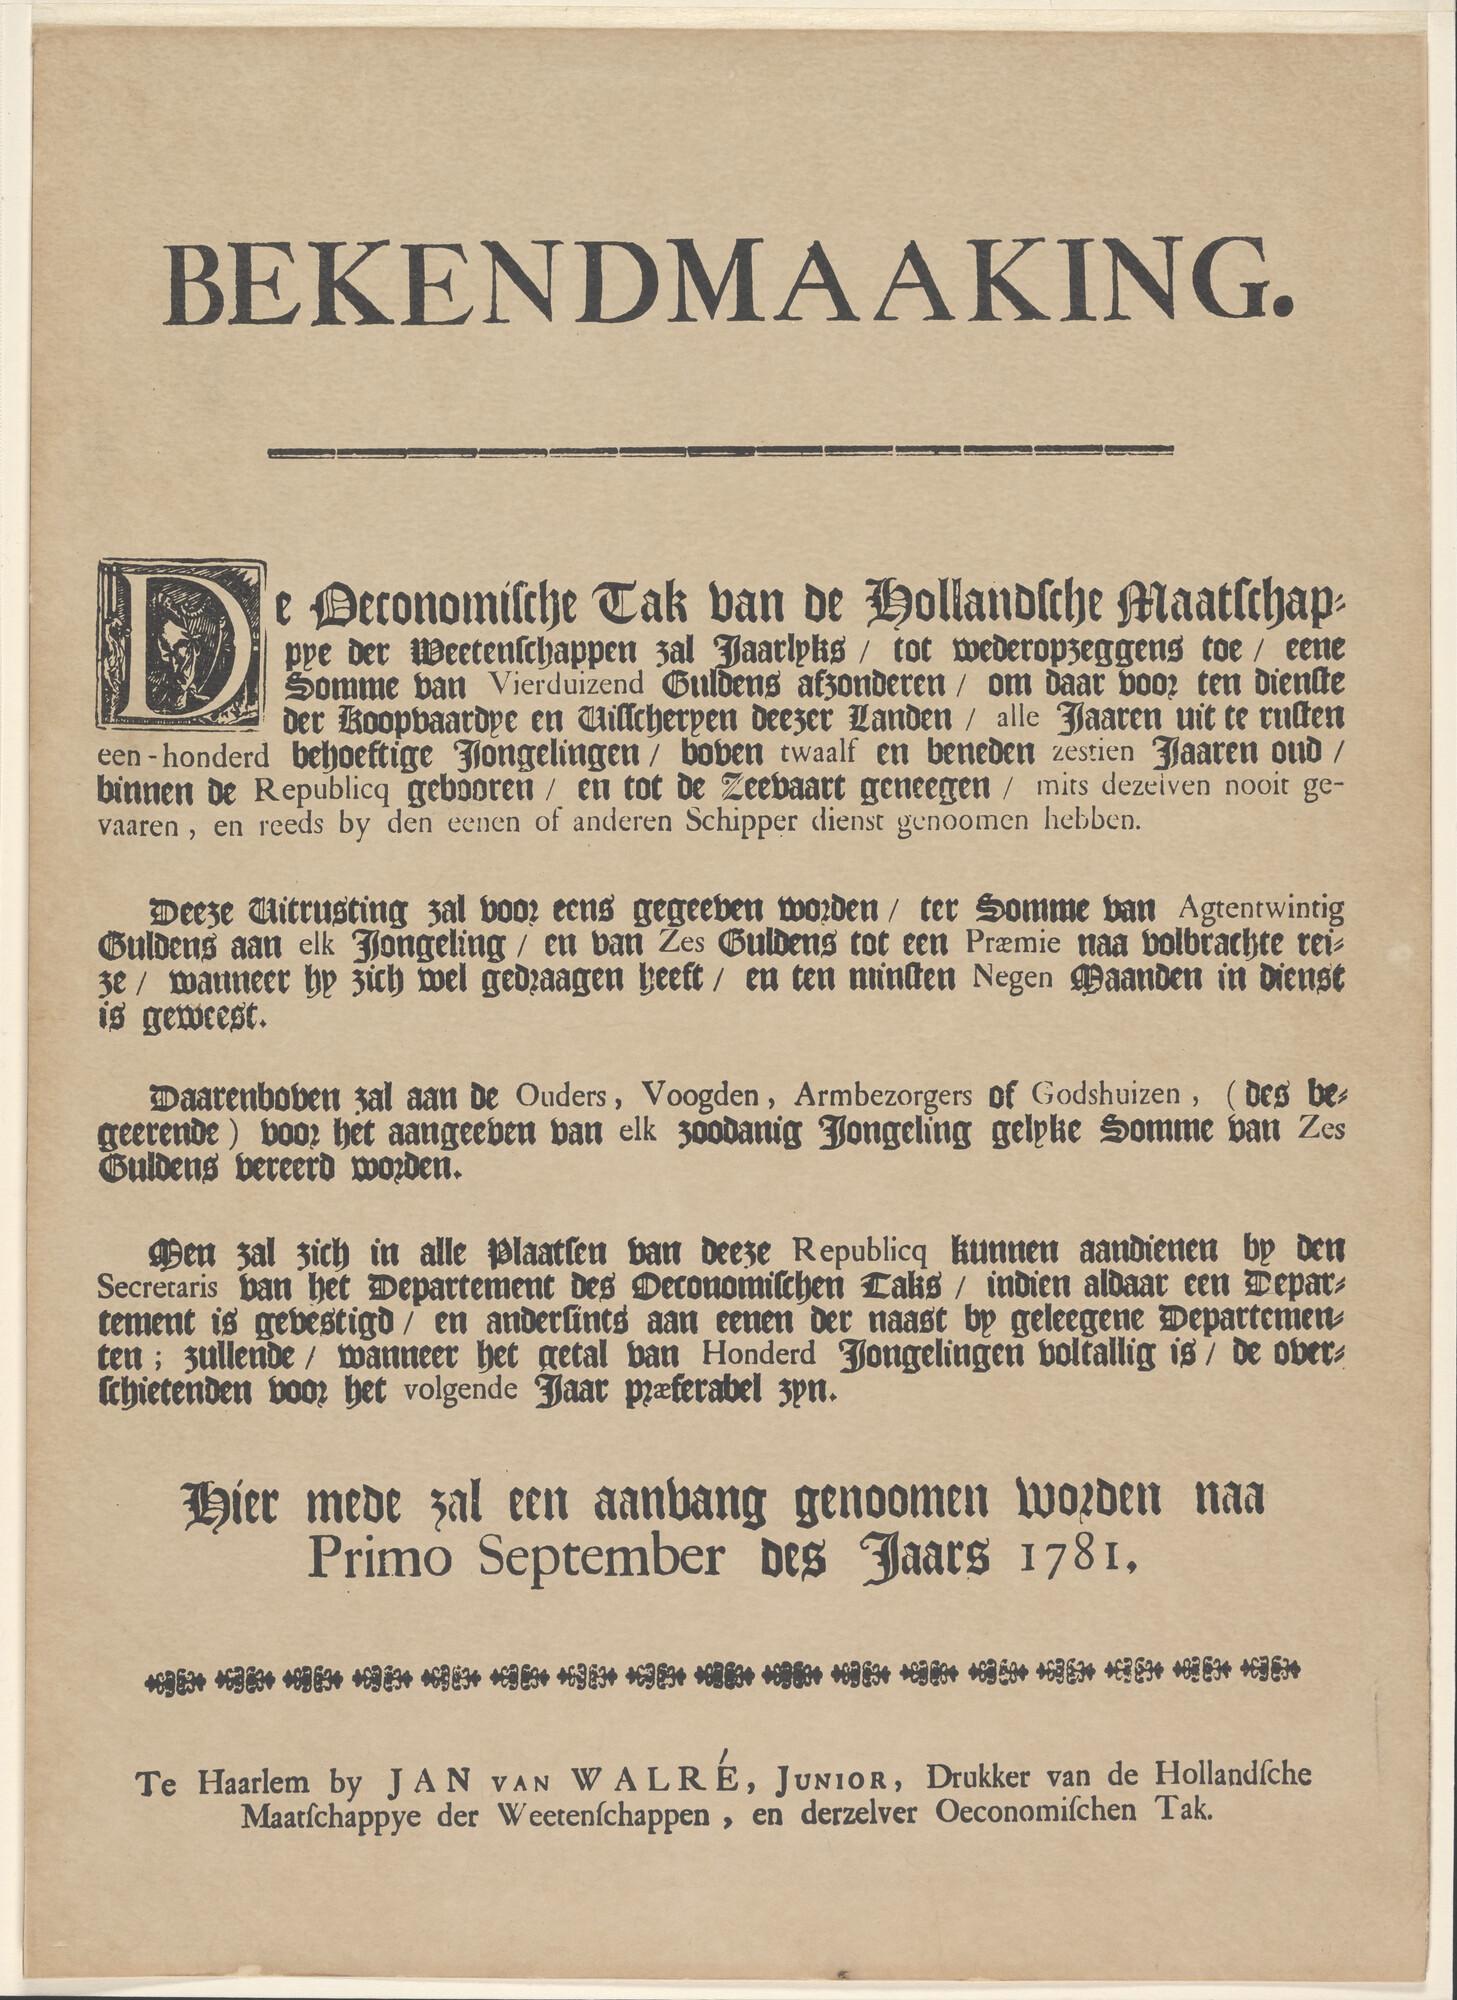 BEKENDMAAKING.
De Oeconomiſche Tak van de Hollandſche Maatſchap-
pye der Weetenſchappen zal Jaarlyks / tot wederopzeggens toe / eene
Somme van Vierduizend Guldens afzonderen / om daar voor ten dienſte
der Koopvaardye en Viſſcheryen deezer Landen / alle Jaaren uit te ruſten
een-honderd behoeftige Jongelingen / boven twaalf en beneden zestien Jaaren oud /
binnen de Republicq gebooren / en tot de Zeevaart geneegen / mits dezelven nooit ge-
vaaren, en reeds by den eenen of anderen Schipper dienst genoomen hebben.
Deeze Uitrusting zal voor eens gegeeven worden / ter Somme van Agtentwintig
Guldens aan elk Jongeling / en van Zes Guldens tot een Præmie naa volbrachte rei-
ze / wanneer hy zich wel gedraagen heeft / en ten minſten Negen Maanden in dienst
is geweest.
Daarenboven zal aan de Ouders, Voogden, Armbezorgers of Godshuizen, (des be-
geerende) voor het aangeeven van elk zoodanig Jongeling gelyke Somme van Zes
Guldens vereerd worden.
Men zal zich in alle Plaatſen van deeze Republicq kunnen aandienen by den
Secretaris van het Departement des Oeconomiſchen Taks / indien aldaar een Depar-
tement is gevestigd / en anderſints aan eenen der naast by geleegene Departemen-
ten; zullende / wanneer het getal van Honderd Jongelingen voltallig is / de over-
ſchietenden voor het volgende Jaar præferabel zyn.
Hier mede zal een aanvang genoomen worden naa
Primo September des Jaars 1781.
Te Haarlem by JAN VAN WALRÉ, JUNIOR, Drukker van de Hollandſche
Maatſchappye der Weetenſchappen, en derzelver Oeconomiſchen Tak.